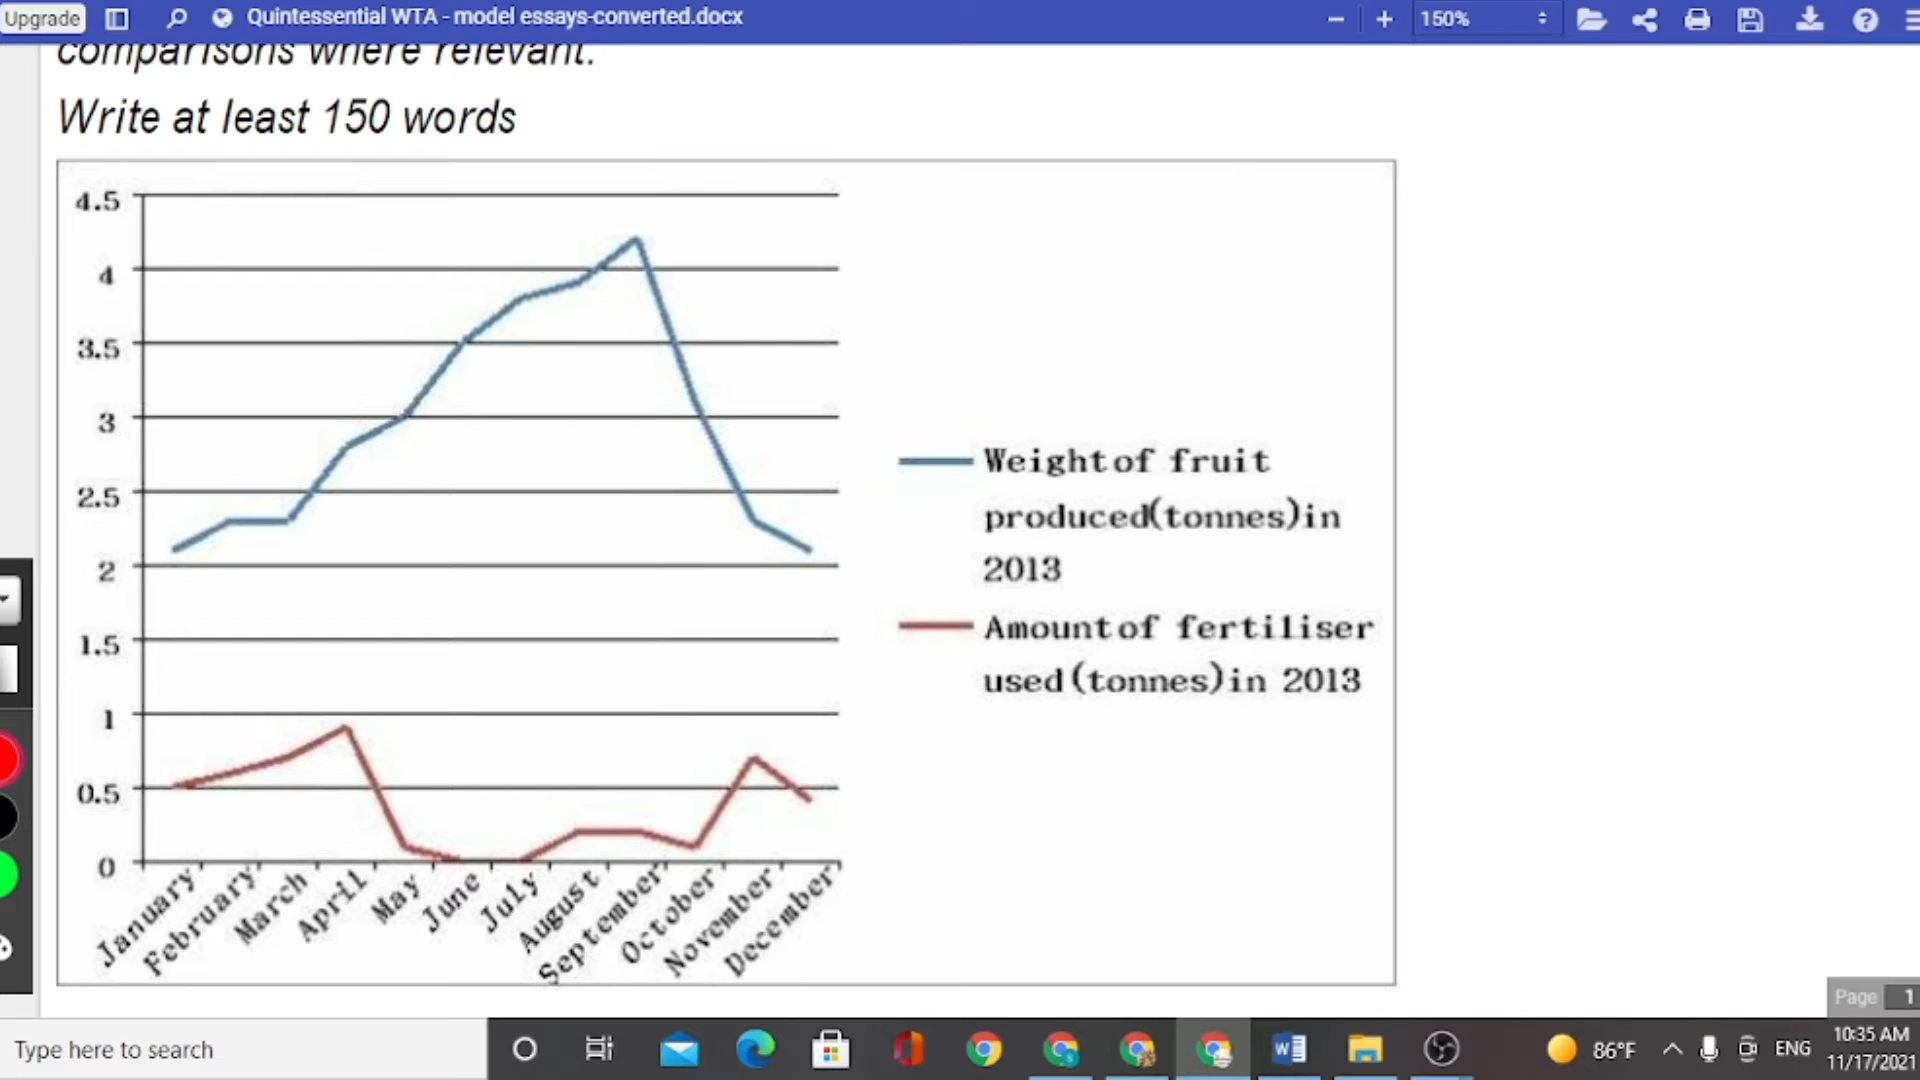 Upgrade
Quintessential WTA - model essays-converted.docx
150%
comparisons where relevant.
Write at least 150 words
4.5
4
3.5
3
2.5
2
1.5
1
0.5
0
January
February
March
April
May
June
July
August
September
October
November
December
Weight of fruit
produced(tonnes)in
2013
Amount of fertiliser
used(tonnes)in 2013
Page 1
Type here to search
86°F
ENG
10:35 AM
11/17/2021